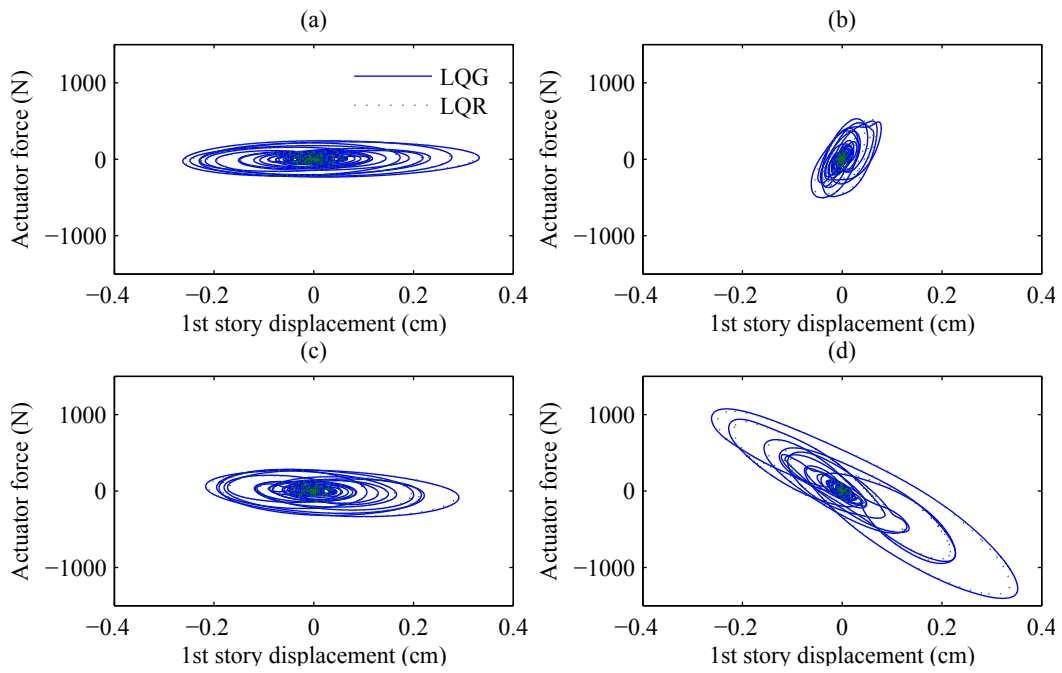 (a)
Actuator force (N)
1000
0
−1000
LQG
LQR
−0.4
−0.2
0
0.2
0.4
1st story displacement (cm)
(b)
Actuator force (N)
1000
0
−1000
−0.4
−0.2
0
0.2
0.4
1st story displacement (cm)
(c)
Actuator force (N)
1000
0
−1000
−0.4
−0.2
0
0.2
0.4
1st story displacement (cm)
(d)
Actuator force (N)
1000
0
−1000
−0.4
−0.2
0
0.2
0.4
1st story displacement (cm)